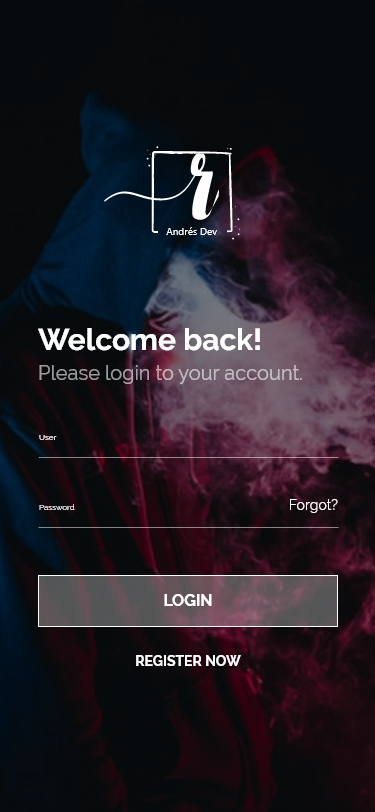 r
Andrés Dev
Welcome back!
Please login to your account.
User
Password
Forgot?
LOGIN
REGISTER NOW